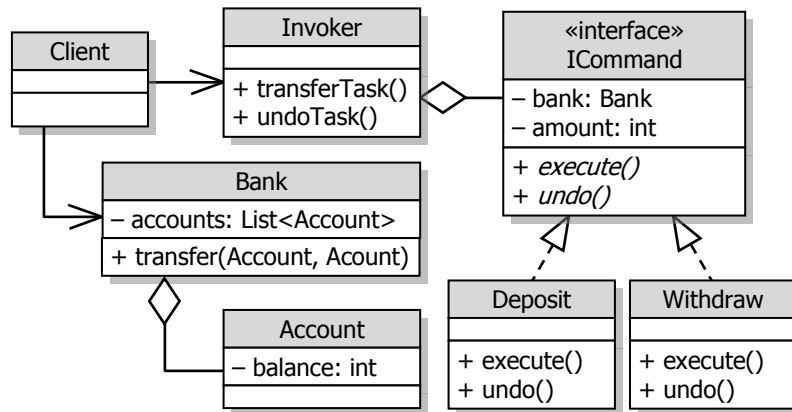 Client
Invoker
+ transferTask()
+ undoTask()
«interface»
ICommand
– bank: Bank
– amount: int
+ execute()
+ undo()
Bank
– accounts: List<Account>
+ transfer(Account, Acount)
Account
– balance: int
Deposit
+ execute()
+ undo()
Withdraw
+ execute()
+ undo()